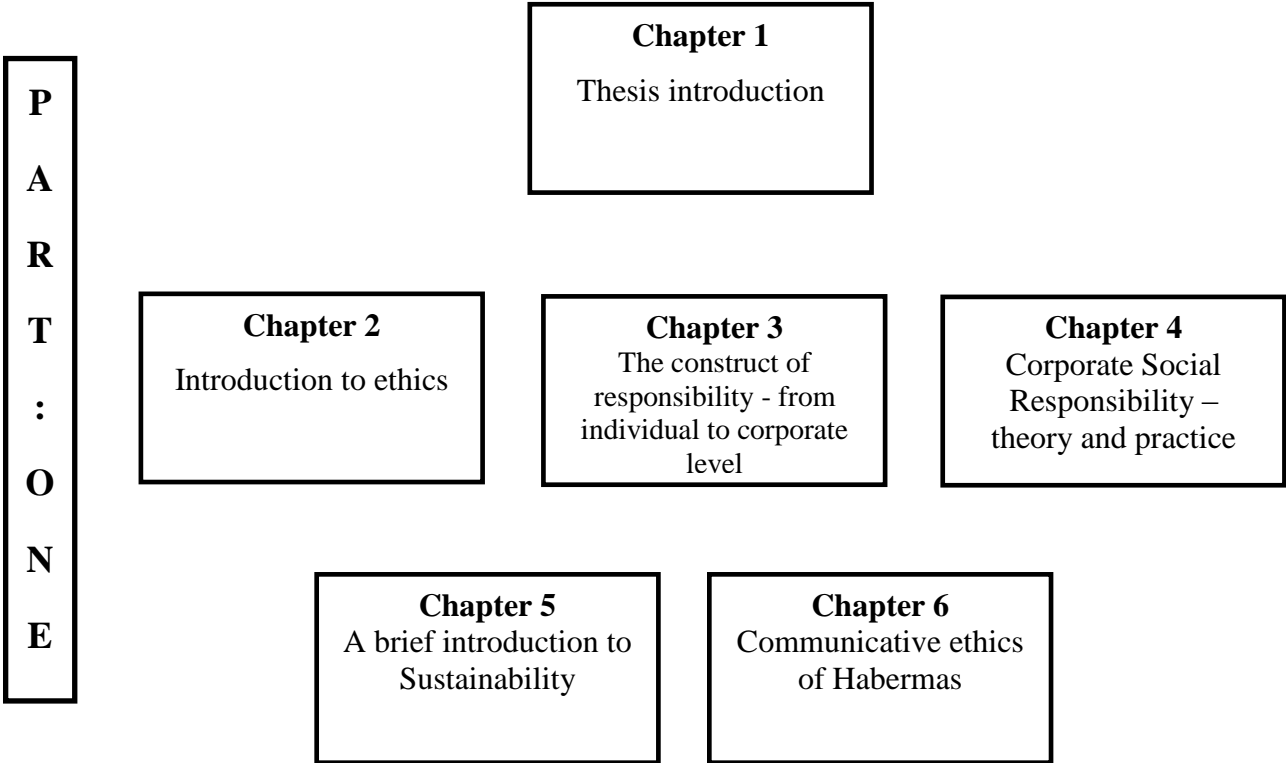 P
A
R
T
:
O
N
E
Chapter 1
Thesis introduction
Chapter 2
Introduction to ethics
Chapter 3
The construct of
responsibility - from
individual to corporate
level
Chapter 4
Corporate Social
Responsibility –
theory and practice
Chapter 5
A brief introduction to
Sustainability
Chapter 6
Communicative ethics
of Habermas